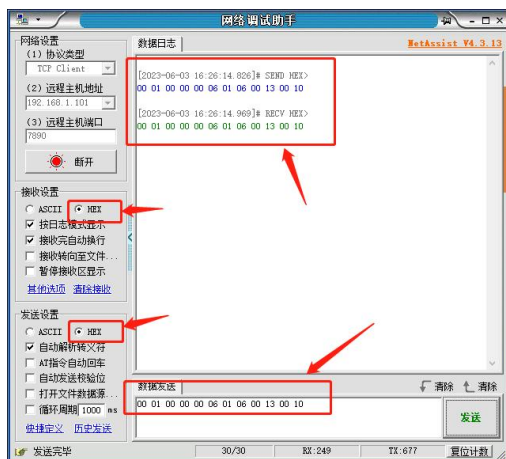 网络调试助手
网络设置
(1) 协议类型
TCP Client
(2) 远程主机地址
192.168.1.101
(3) 远程主机端口
7890
断开
接收设置
ASCII HEX
按日志模式显示
接收完自动换行
接收转向至文件...
暂停接收区显示
其他选项 清除接收
发送设置
ASCII HEX
自动解析转义符
AT指令自动回车
自动发送校验位
打开文件数据源...
循环周期 1000 ms
快捷定义 历史发送
数据日志 NetAssist V4.3.13
[2023-06-03 16:26:14.826]# SEND HEX>
00 01 00 00 00 06 01 06 00 13 00 10
[2023-06-03 16:26:14.969]# RECV HEX>
00 01 00 00 00 06 01 06 00 13 00 10
数据发送 清除 清除
00 01 00 00 00 06 01 06 00 13 00 10
发送
发送完毕 30/30 RX:249 TX:677 复位计数